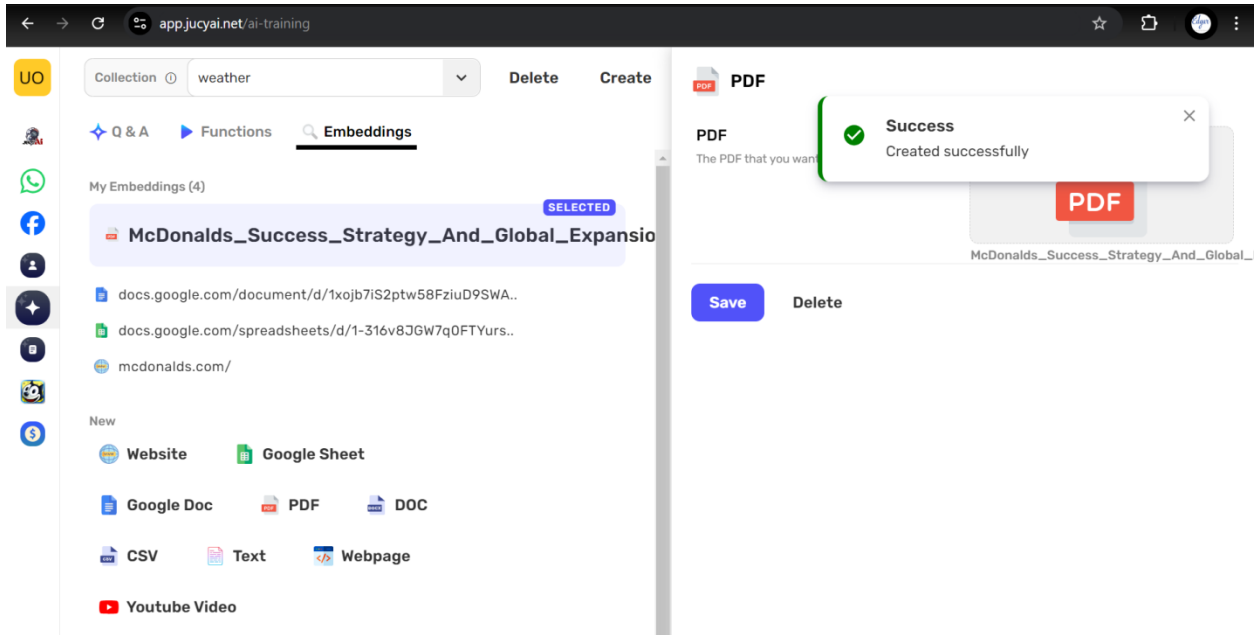 app.jucyai.net/ai-training
UO
Collection
weather
Delete
Create
Q & A
Functions
Embeddings
My Embeddings (4)
SELECTED
McDonalds_Success_Strategy_And_Global_Expansio
docs.google.com/document/d/1xojb7iS2ptw58FziuD9SWA..
docs.google.com/spreadsheets/d/1-316v8JGW7q0FTYurs..
mcdonalds.com/
New
Website
Google Sheet
Google Doc
PDF
DOC
CSV
Text
Webpage
Youtube Video
PDF
PDF
The PDF that you want
Success
Created successfully
PDF
McDonalds_Success_Strategy_And_Global_
Save
Delete